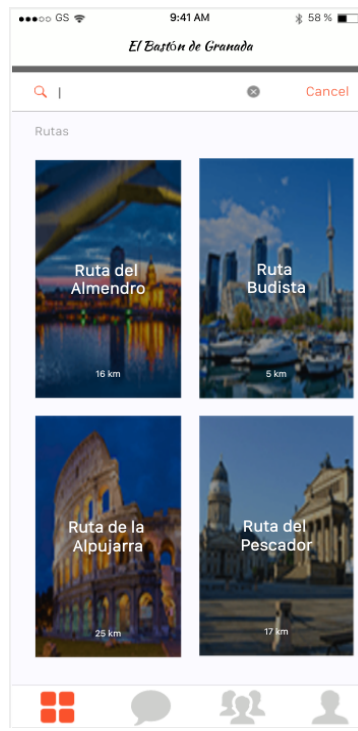 GS 9:41 AM 58 %
El Bastón de Granada
Cancel
Rutas
Ruta del
Almendro
16 km
Ruta
Budista
5 km
Ruta de la
Alpujarra
25 km
Ruta del
Pescador
17 km